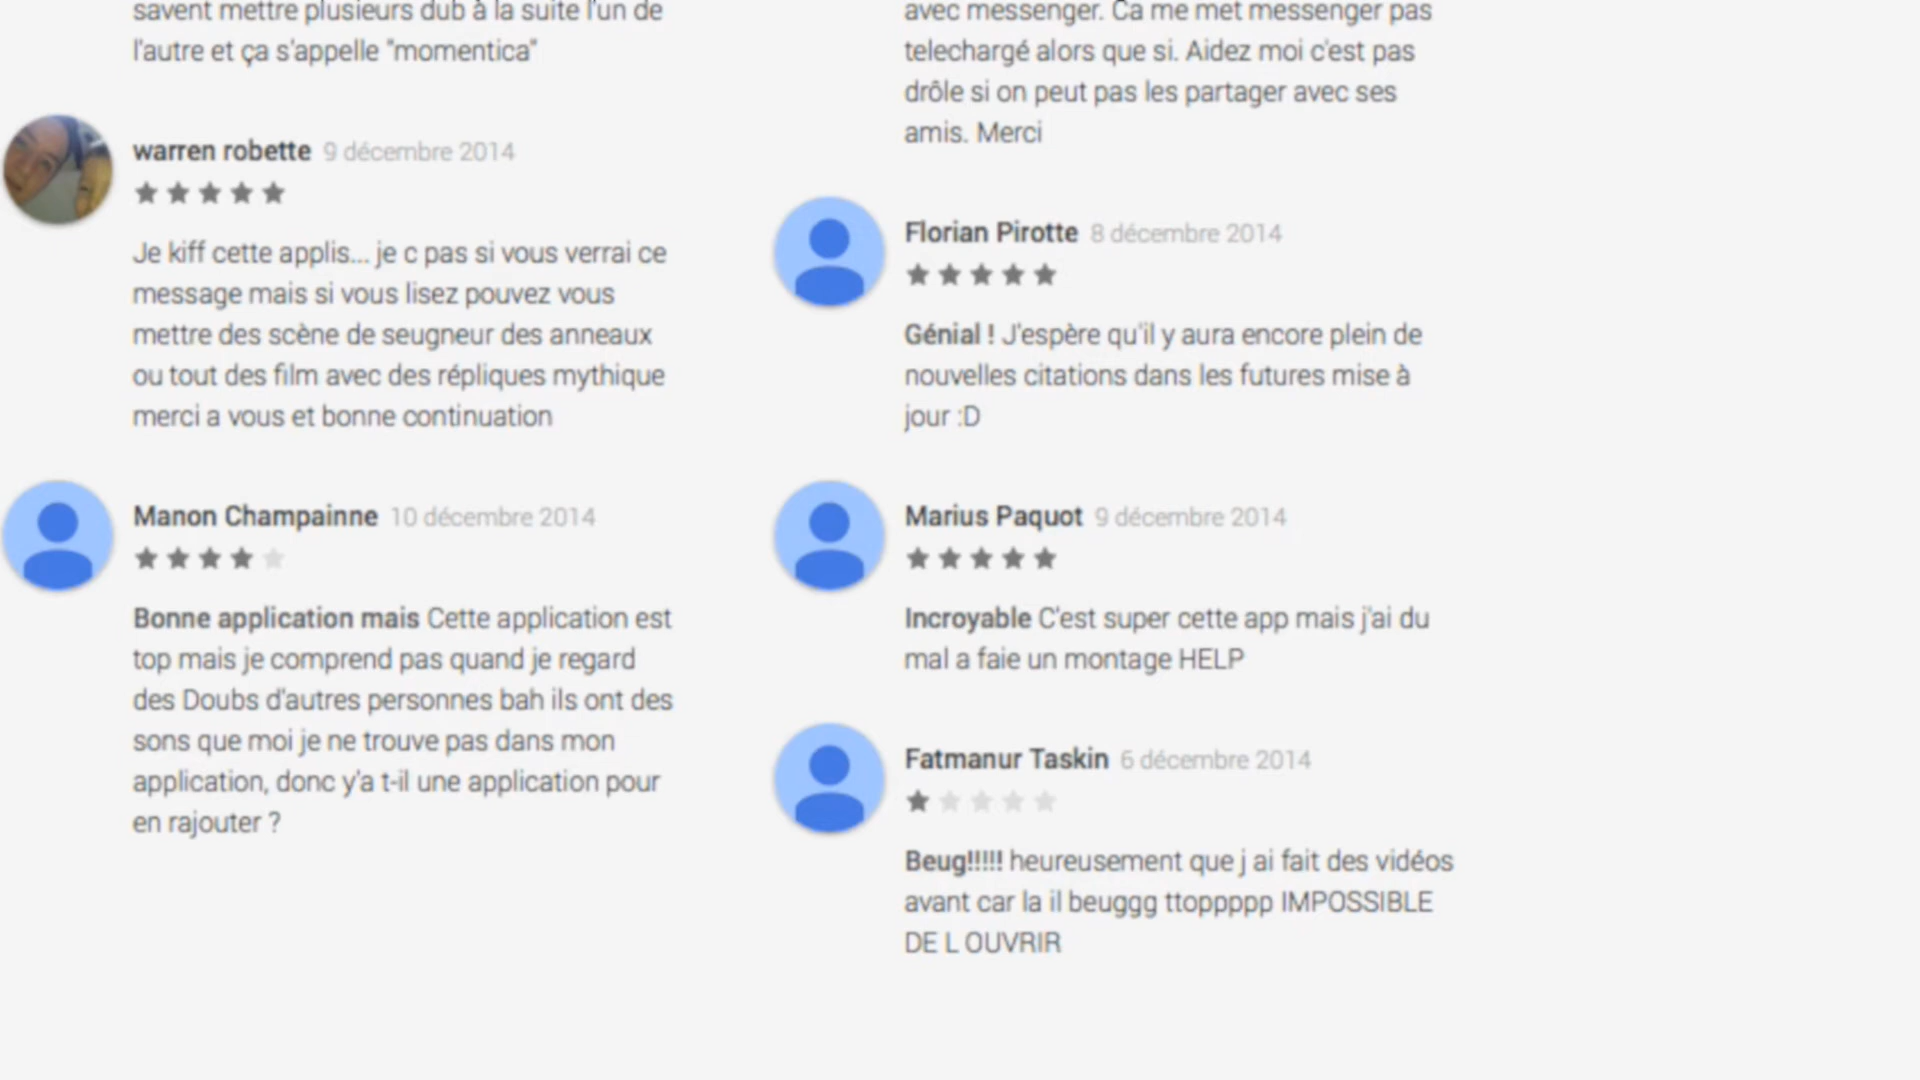 savent mettre plusieurs dub à la suite l'un de
l'autre et ça s'appelle "momentica"
warren robette 9 décembre 2014
Je kiff cette applis... je c pas si vous verrai ce
message mais si vous lisez pouvez vous
mettre des scène de seugneur des anneaux
ou tout des film avec des répliques mythique
merci a vous et bonne continuation
Manon Champainne 10 décembre 2014
Bonne application mais Cette application est
top mais je comprend pas quand je regard
des Doubs d'autres personnes bah ils ont des
sons que moi je ne trouve pas dans mon
application, donc y'a t-il une application pour
en rajouter ?
avec messenger. Ca me met messenger pas
telechargé alors que si. Aidez moi c'est pas
drôle si on peut pas les partager avec ses
amis. Merci
Florian Pirotte 8 décembre 2014
Génial ! J'espère qu'il y aura encore plein de
nouvelles citations dans les futures mise à
jour :D
Marius Paquot 9 décembre 2014
Incroyable C'est super cette app mais j'ai du
mal a faie un montage HELP
Fatmanur Taskin 6 décembre 2014
Beug!!!!! heureusement que j ai fait des vidéos
avant car la il beuggg ttoppppp IMPOSSIBLE
DE L OUVRIR